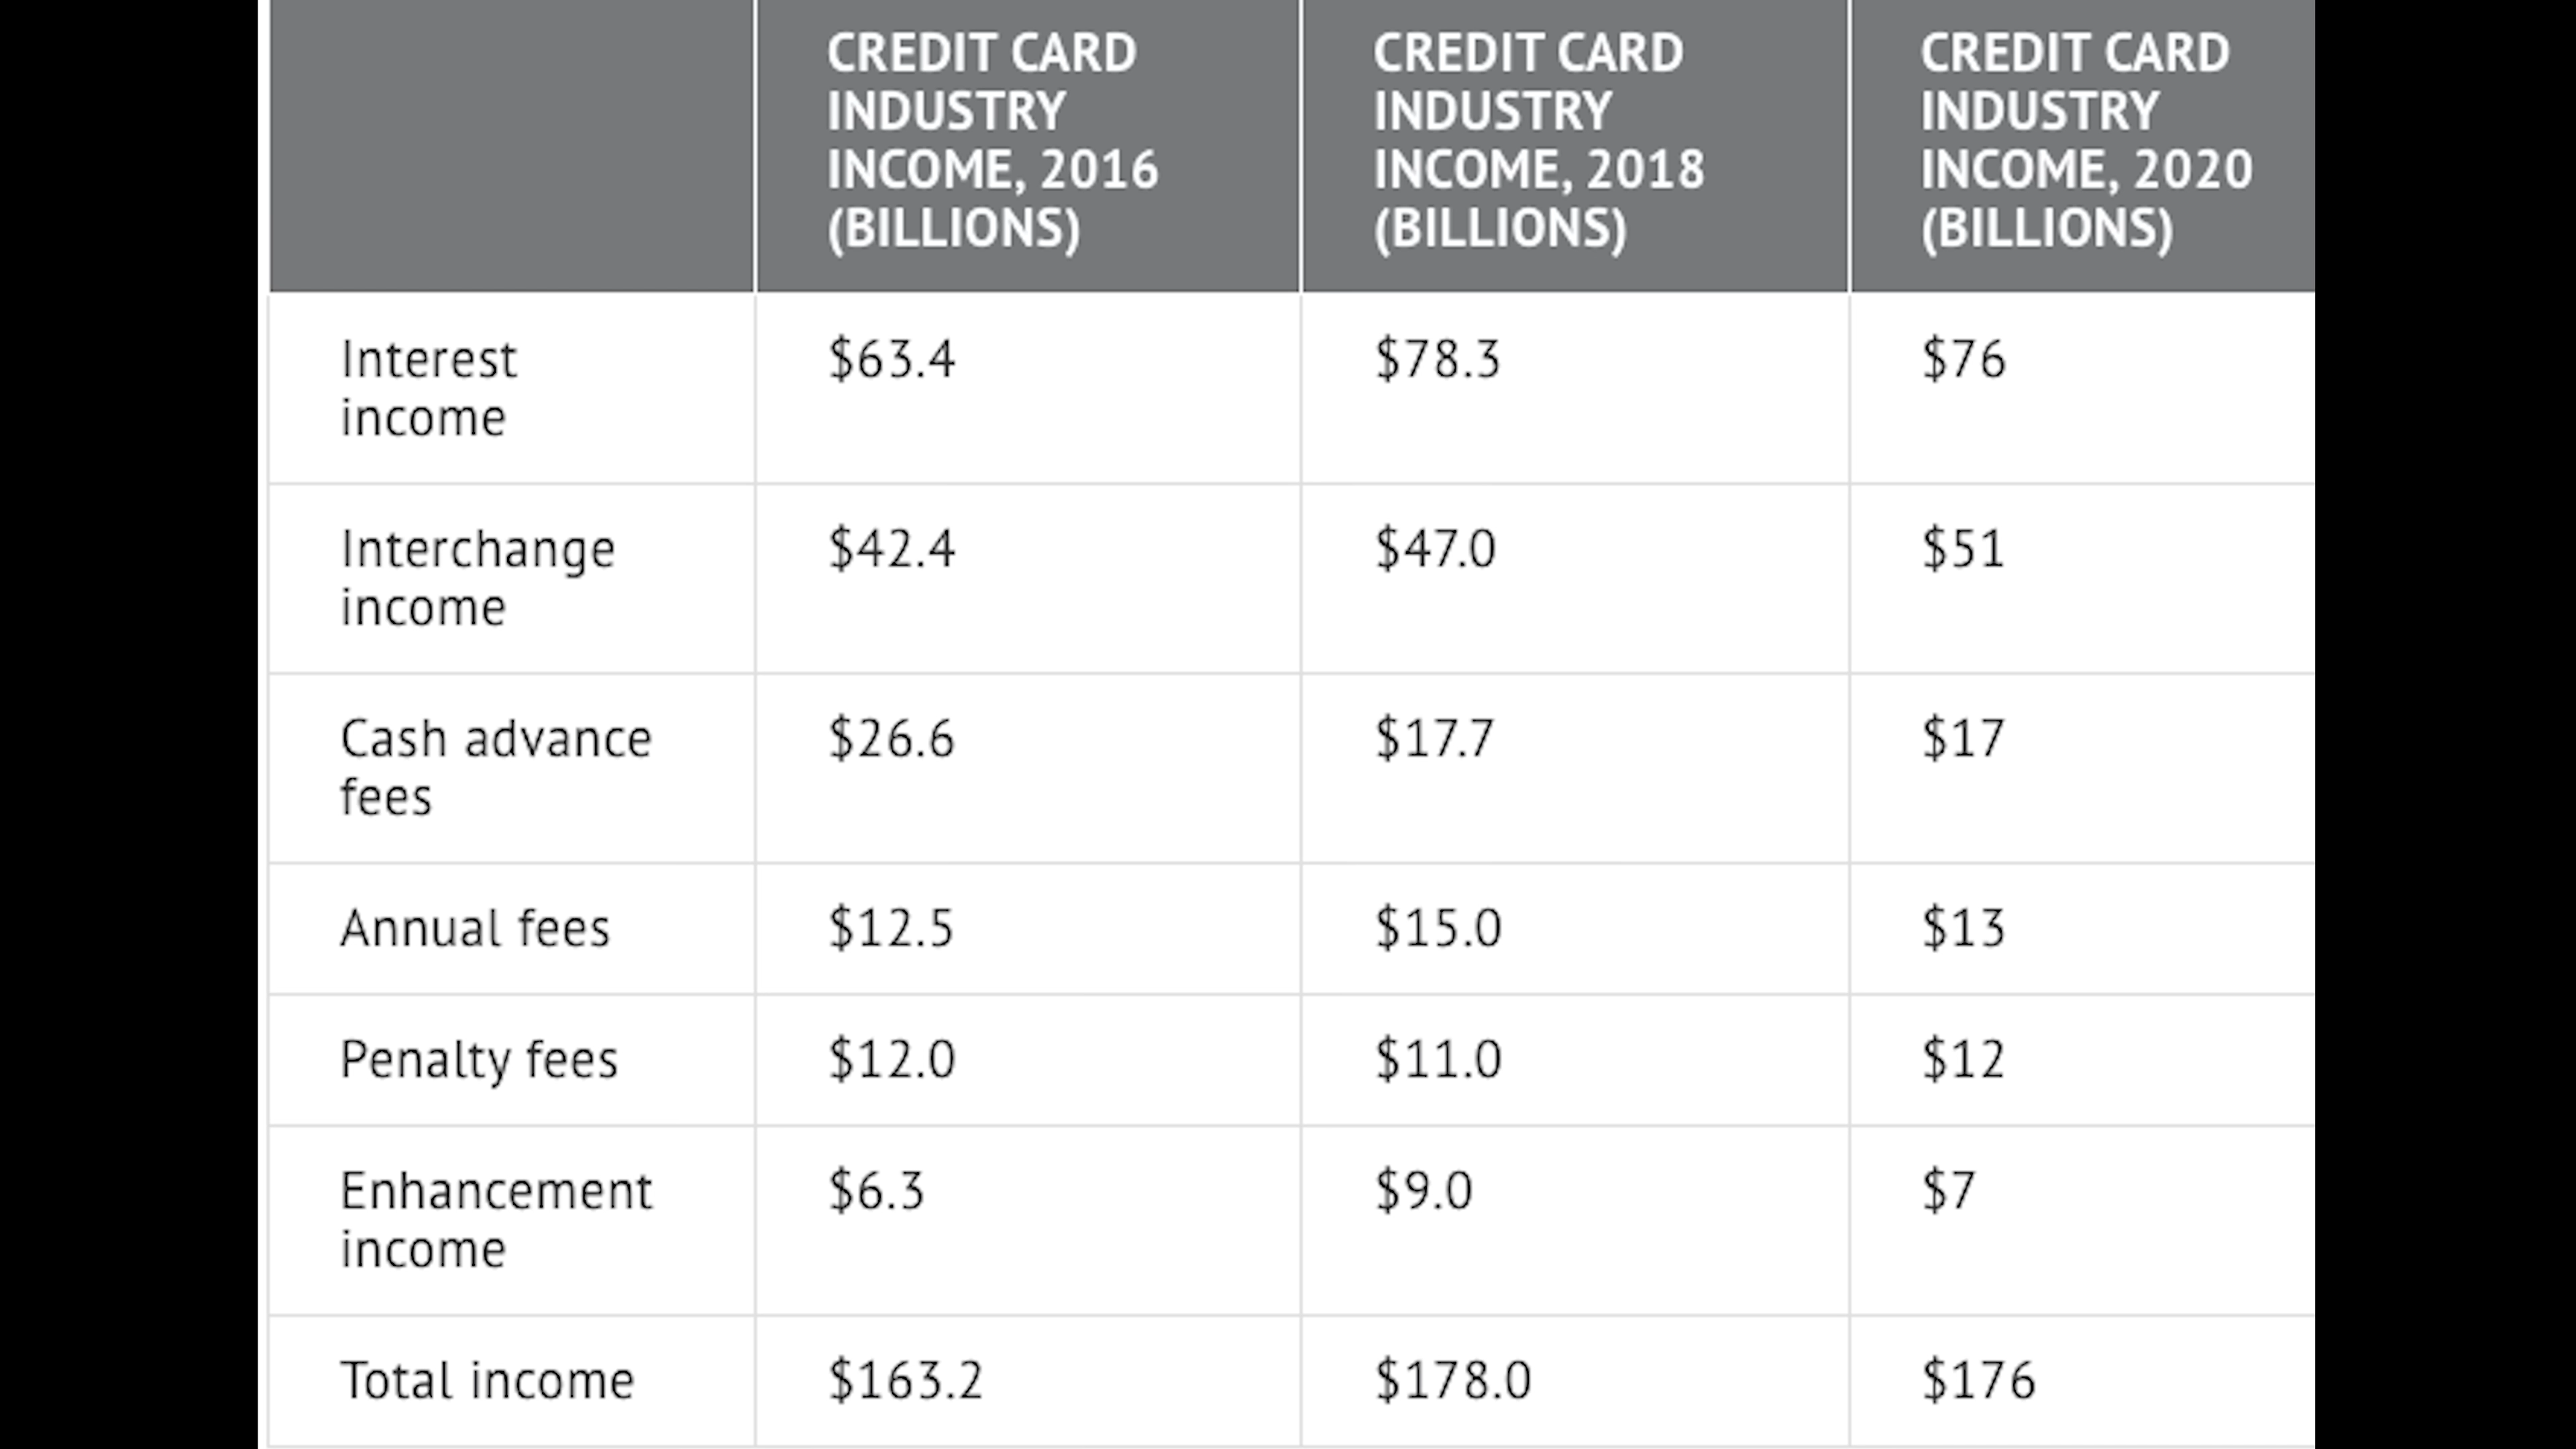 CREDIT CARD
INDUSTRY
INCOME, 2016
(BILLIONS)
CREDIT CARD
INDUSTRY
INCOME, 2018
(BILLIONS)
CREDIT CARD
INDUSTRY
INCOME, 2020
(BILLIONS)
Interest
income
$63.4
$78.3
$76
Interchange
income
$42.4
$47.0
$51
Cash advance
fees
$26.6
$17.7
$17
Annual fees
$12.5
$15.0
$13
Penalty fees
$12.0
$11.0
$12
Enhancement
income
$6.3
$9.0
$7
Total income
$163.2
$178.0
$176